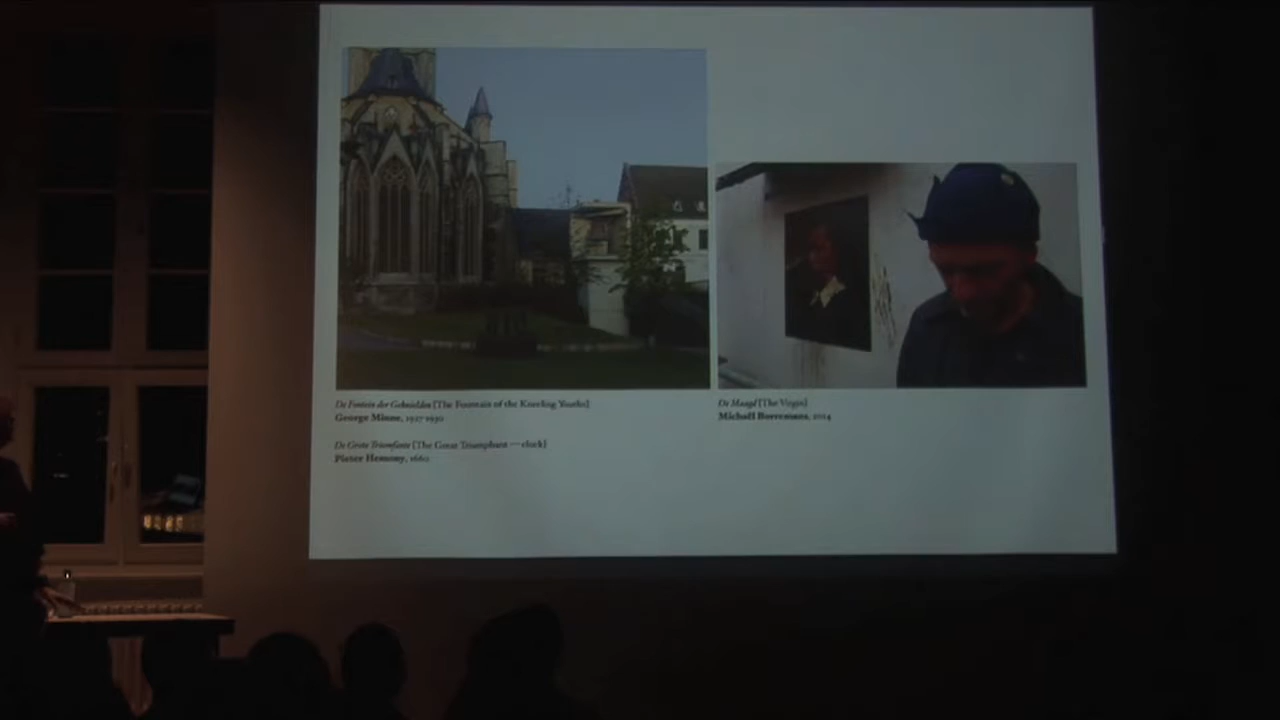 De Fontein der Geknielden [The Fountain of the Kneeling Youths]
George Minne, 1927-1930
De Grote Triomfante [The Great Triumphant — clock]
Pieter Hemony, 1660
De Maagd [The Virgin]
Michaël Borremans, 2014